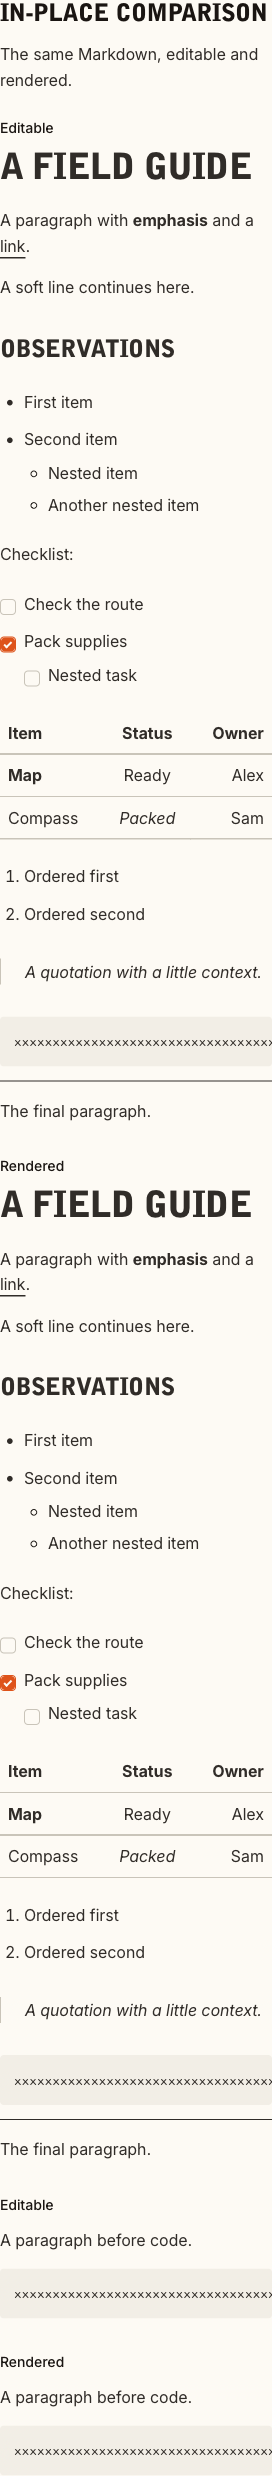 IN-PLACE COMPARISON
The same Markdown, editable and
rendered.
Editable
A FIELD GUIDE
A paragraph with emphasis and a
link.
A soft line continues here.
OBSERVATIONS
• First item
• Second item
◦ Nested item
◦ Another nested item
Checklist:
Check the route
Pack supplies
Nested task
Item Status Owner
Map Ready Alex
Compass Packed Sam
1. Ordered first
2. Ordered second
A quotation with a little context.
xxxxxxxxxxxxxxxxxxxxxxxxxxxxxxxxxx
The final paragraph.
Rendered
A FIELD GUIDE
A paragraph with emphasis and a
link.
A soft line continues here.
OBSERVATIONS
• First item
• Second item
◦ Nested item
◦ Another nested item
Checklist:
Check the route
Pack supplies
Nested task
Item Status Owner
Map Ready Alex
Compass Packed Sam
1. Ordered first
2. Ordered second
A quotation with a little context.
xxxxxxxxxxxxxxxxxxxxxxxxxxxxxxxxxx
The final paragraph.
Editable
A paragraph before code.
xxxxxxxxxxxxxxxxxxxxxxxxxxxxxxxxxx
Rendered
A paragraph before code.
xxxxxxxxxxxxxxxxxxxxxxxxxxxxxxxxxx